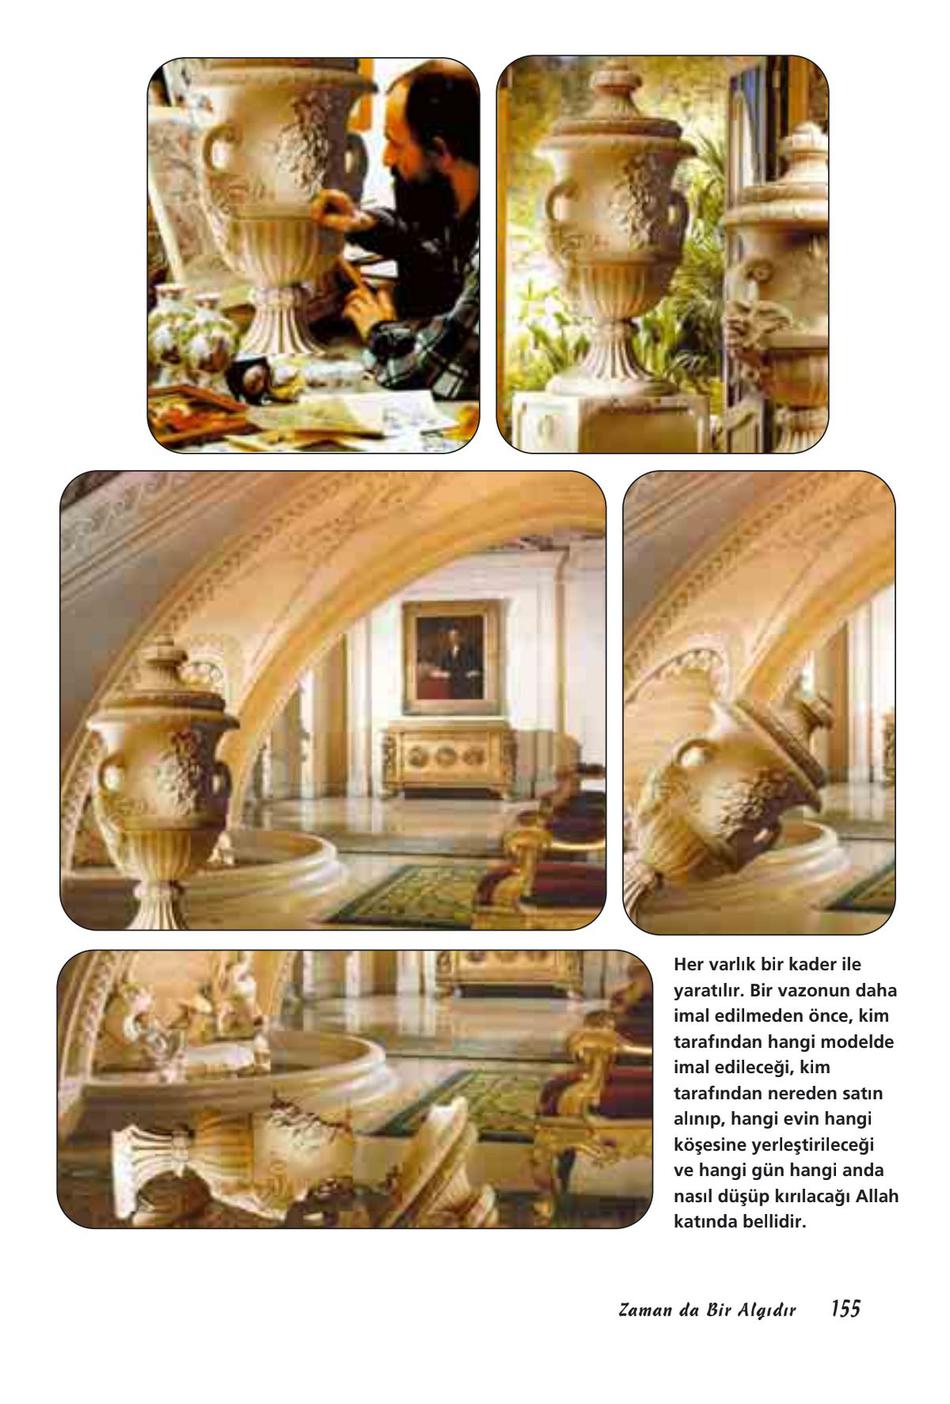 Her varlık bir kader ile
yaratılır. Bir vazonun daha
imal edilmeden önce, kim
tarafından hangi modelde
imal edileceği, kim
tarafından nereden satın
alınıp, hangi evin hangi
köşesine yerleştirileceği
ve hangi gün hangi anda
nasıl düşüp kırılacağı Allah
katında bellidir.
Zaman da Bir Algıdır 155